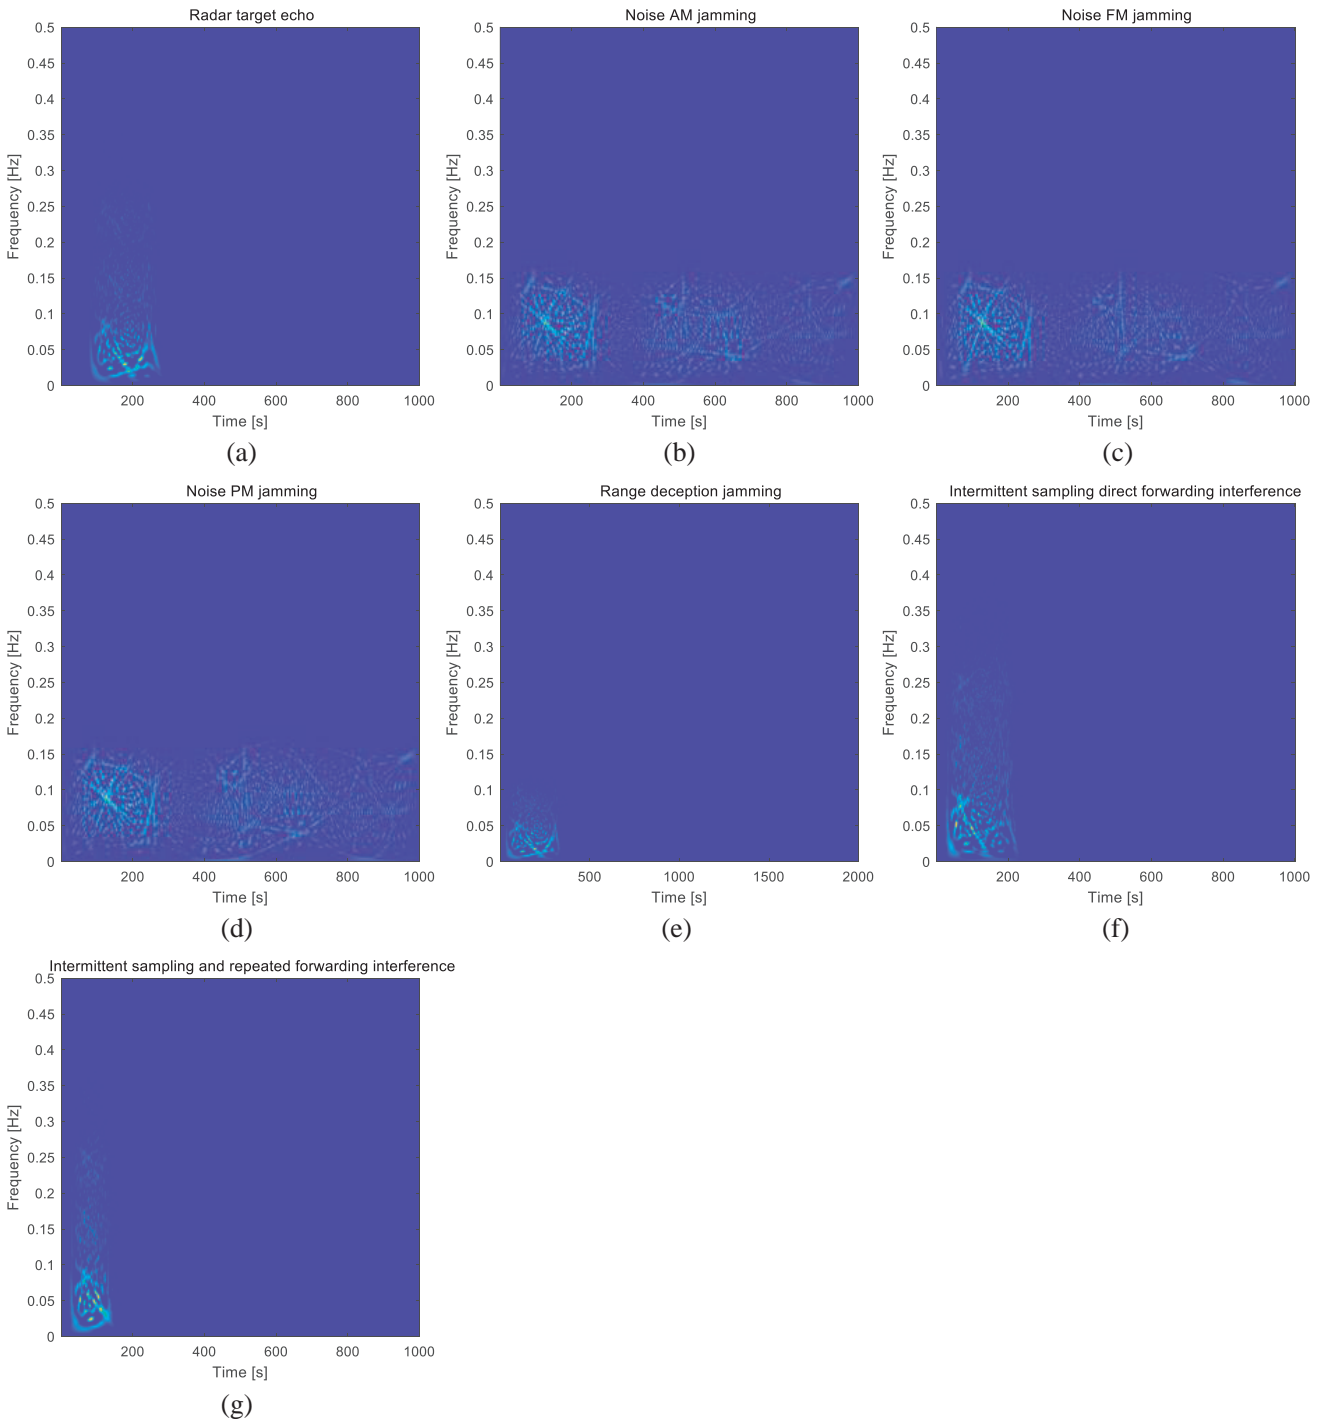 Radar target echo
0.5
0.45
0.4
0.35
0.3
0.25
0.2
0.15
0.1
0.05
0
Frequency [Hz]
200 400 600 800 1000
Time [s]
(a)
Noise AM jamming
0.5
0.45
0.4
0.35
0.3
0.25
0.2
0.15
0.1
0.05
0
Frequency [Hz]
200 400 600 800 1000
Time [s]
(b)
Noise FM jamming
0.5
0.45
0.4
0.35
0.3
0.25
0.2
0.15
0.1
0.05
0
Frequency [Hz]
200 400 600 800 1000
Time [s]
(c)
Noise PM jamming
0.5
0.45
0.4
0.35
0.3
0.25
0.2
0.15
0.1
0.05
0
Frequency [Hz]
200 400 600 800 1000
Time [s]
(d)
Range deception jamming
0.5
0.45
0.4
0.35
0.3
0.25
0.2
0.15
0.1
0.05
0
Frequency [Hz]
500 1000 1500 2000
Time [s]
(e)
Intermittent sampling direct forwarding interference
0.5
0.45
0.4
0.35
0.3
0.25
0.2
0.15
0.1
0.05
0
Frequency [Hz]
200 400 600 800 1000
Time [s]
(f)
Intermittent sampling and repeated forwarding interference
0.5
0.45
0.4
0.35
0.3
0.25
0.2
0.15
0.1
0.05
0
Frequency [Hz]
200 400 600 800 1000
Time [s]
(g)